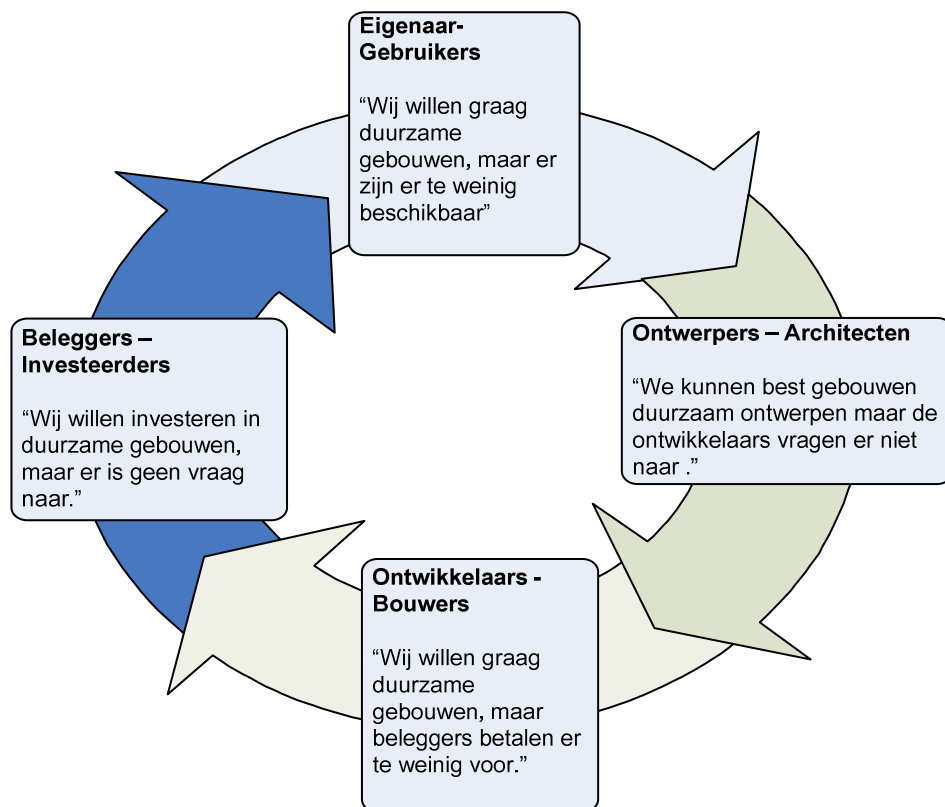 Eigenaar-
Gebruikers
“Wij willen graag
duurzame
gebouwen, maar er
zijn er te weinig
beschikbaar”
Ontwerpers – Architecten
“We kunnen best gebouwen
duurzaam ontwerpen maar de
ontwikkelaars vragen er niet
naar .”
Ontwikkelaars -
Bouwers
“Wij willen graag
duurzame
gebouwen, maar
beleggers betalen er
te weinig voor.”
Beleggers –
Investeerders
“Wij willen investeren in
duurzame gebouwen,
maar er is geen vraag
naar.”